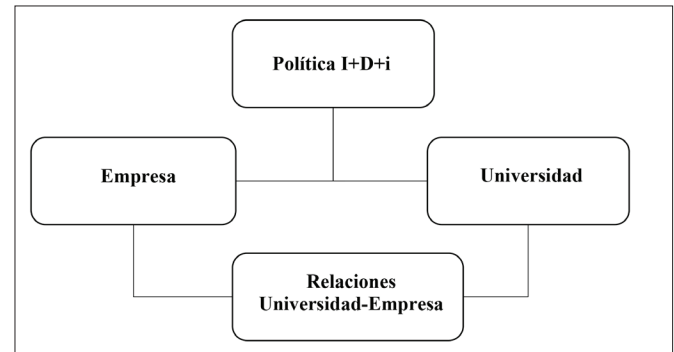 Política I+D+i
Empresa
Universidad
Relaciones
Universidad-Empresa